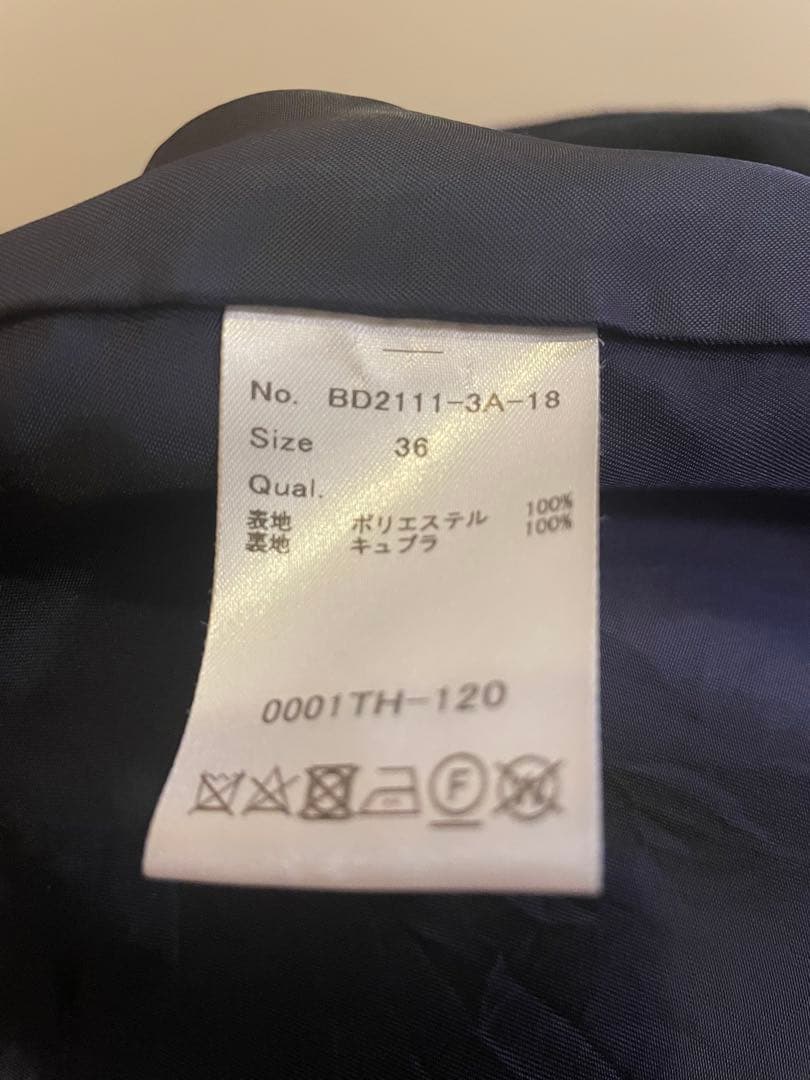 No. BD2111-3A-18
Size 36
Qual.
表地 ポリエステル 100%
裏地 キュプラ 100%
0001TH-120
F W